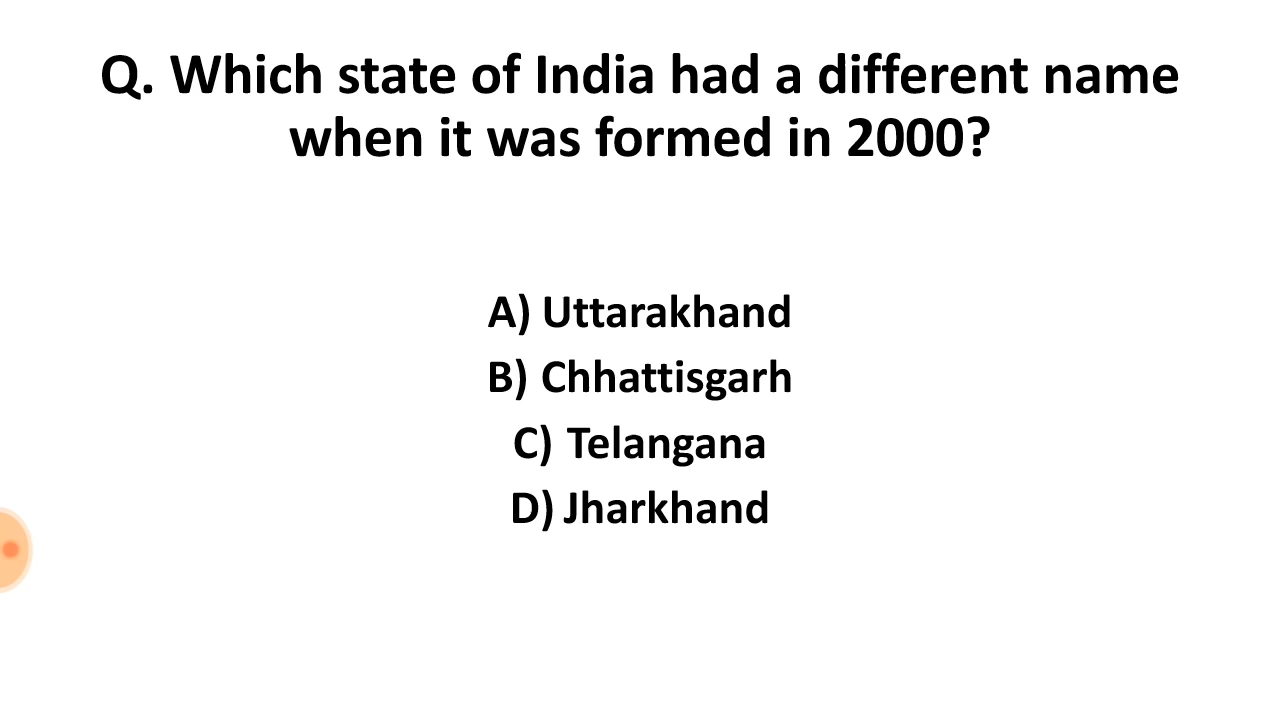 Q. Which state of India had a different name
when it was formed in 2000?
A) Uttarakhand
B) Chhattisgarh
C) Telangana
D) Jharkhand